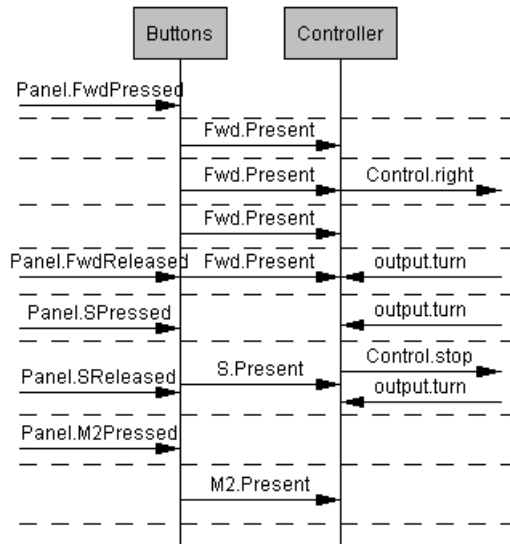 Buttons Controller
Panel.FwdPressed
Fwd.Present
Fwd.Present Control.right
Fwd.Present
Panel.FwdReleased Fwd.Present output.turn
Panel.SPressed output.turn
Control.stop
Panel.SReleased S.Present
output.turn
Panel.M2Pressed
M2.Present